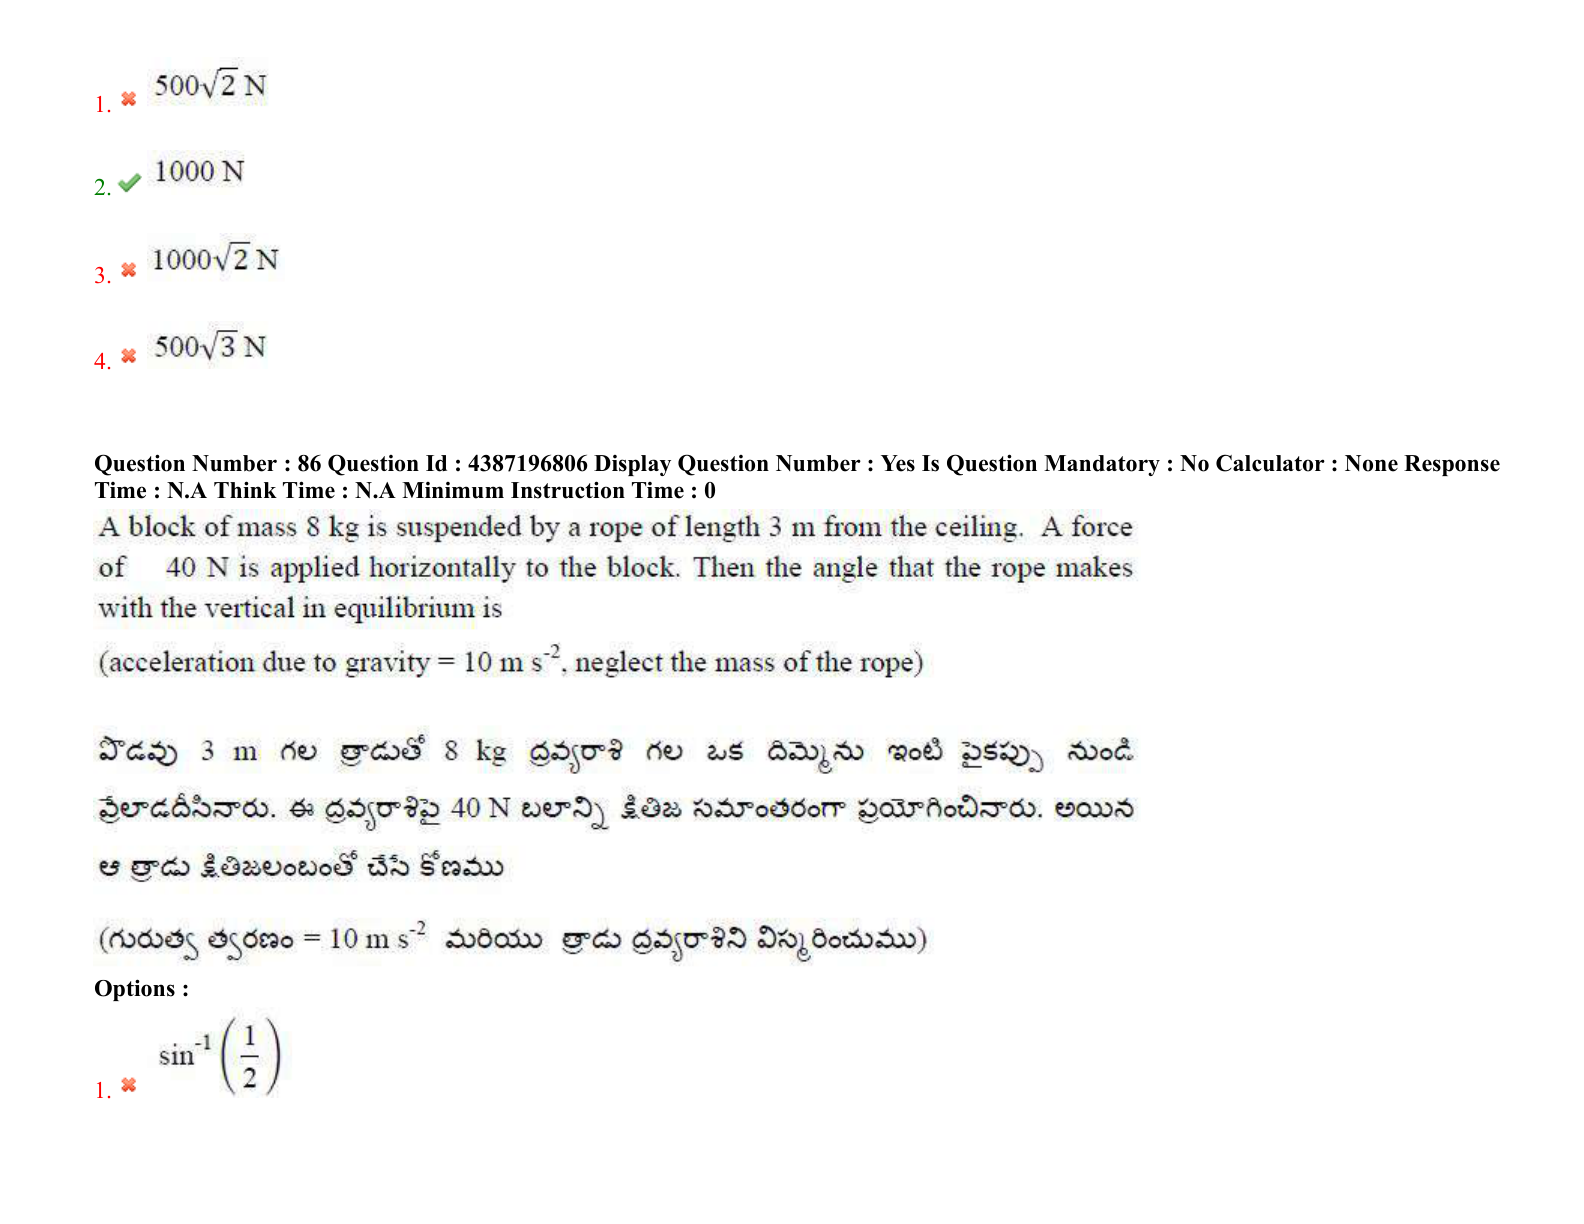 1. 500√2 N
2. 1000 N
3. 1000√2 N
4. 500√3 N
Question Number : 86 Question Id : 4387196806 Display Question Number : Yes Is Question Mandatory : No Calculator : None Response
Time : N.A Think Time : N.A Minimum Instruction Time : 0
A block of mass 8 kg is suspended by a rope of length 3 m from the ceiling. A force
of 40 N is applied horizontally to the block. Then the angle that the rope makes
with the vertical in equilibrium is
(acceleration due to gravity = 10 m s⁻², neglect the mass of the rope)
పొడవు 3 m గల త్రాడుతో 8 kg ద్రవ్యరాశి గల ఒక దిమ్మెను ఇంటి పైకప్పు నుండి
వ్రేలాడదీసినారు. ఈ ద్రవ్యరాశిపై 40 N బలాన్ని క్షితిజ సమాంతరంగా ప్రయోగించినారు. అయిన
ఆ త్రాడు క్షితిజలంబంతో చేసే కోణము
(గురుత్వ త్వరణం = 10 m s⁻² మరియు త్రాడు ద్రవ్యరాశిని విస్మరించుము)
Options :
1. sin⁻¹(1/2)